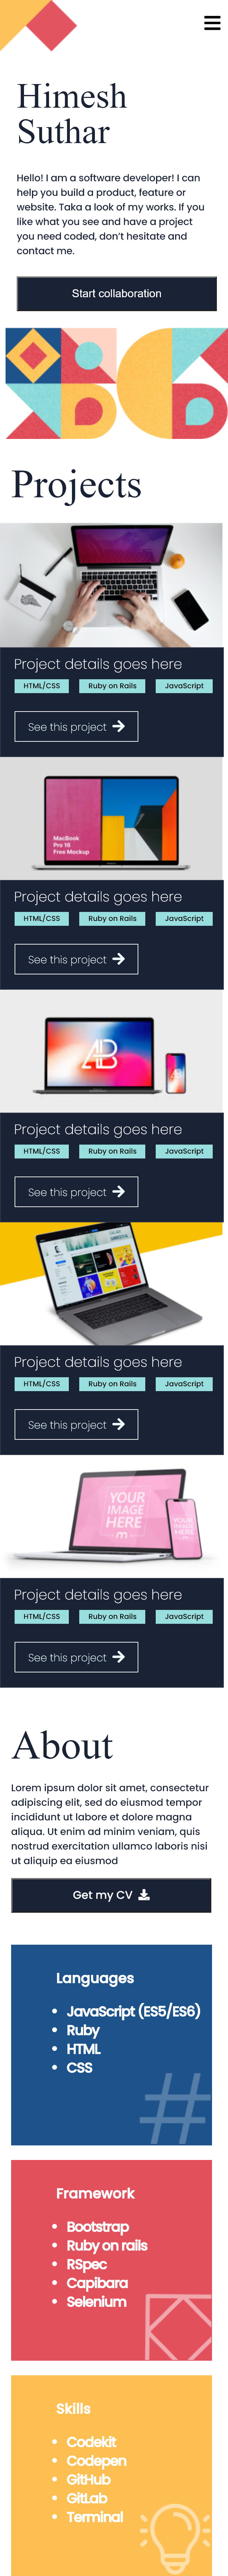 Himesh
Suthar
Hello! I am a software developer! I can
help you build a product, feature or
website. Taka a look of my works. If you
like what you see and have a project
you need coded, don't hesitate and
contact me.
Start collaboration
Projects
Project details goes here
HTML/CSS Ruby on Rails JavaScript
See this project
MacBook
Pro 16
Free Mockup
Project details goes here
HTML/CSS Ruby on Rails JavaScript
See this project
Project details goes here
HTML/CSS Ruby on Rails JavaScript
See this project
Project details goes here
HTML/CSS Ruby on Rails JavaScript
See this project
YOUR
IMAGE
HERE
YOUR
IMAGE
HERE
Project details goes here
HTML/CSS Ruby on Rails JavaScript
See this project
About
Lorem ipsum dolor sit amet, consectetur
adipiscing elit, sed do eiusmod tempor
incididunt ut labore et dolore magna
aliqua. Ut enim ad minim veniam, quis
nostrud exercitation ullamco laboris nisi
ut aliquip ea eiusmod
Get my CV
Languages
• JavaScript (ES5/ES6)
• Ruby
• HTML
• CSS
#
Framework
• Bootstrap
• Ruby on rails
• RSpec
• Capibara
• Selenium
Skills
• Codekit
• Codepen
• GitHub
• GitLab
• Terminal